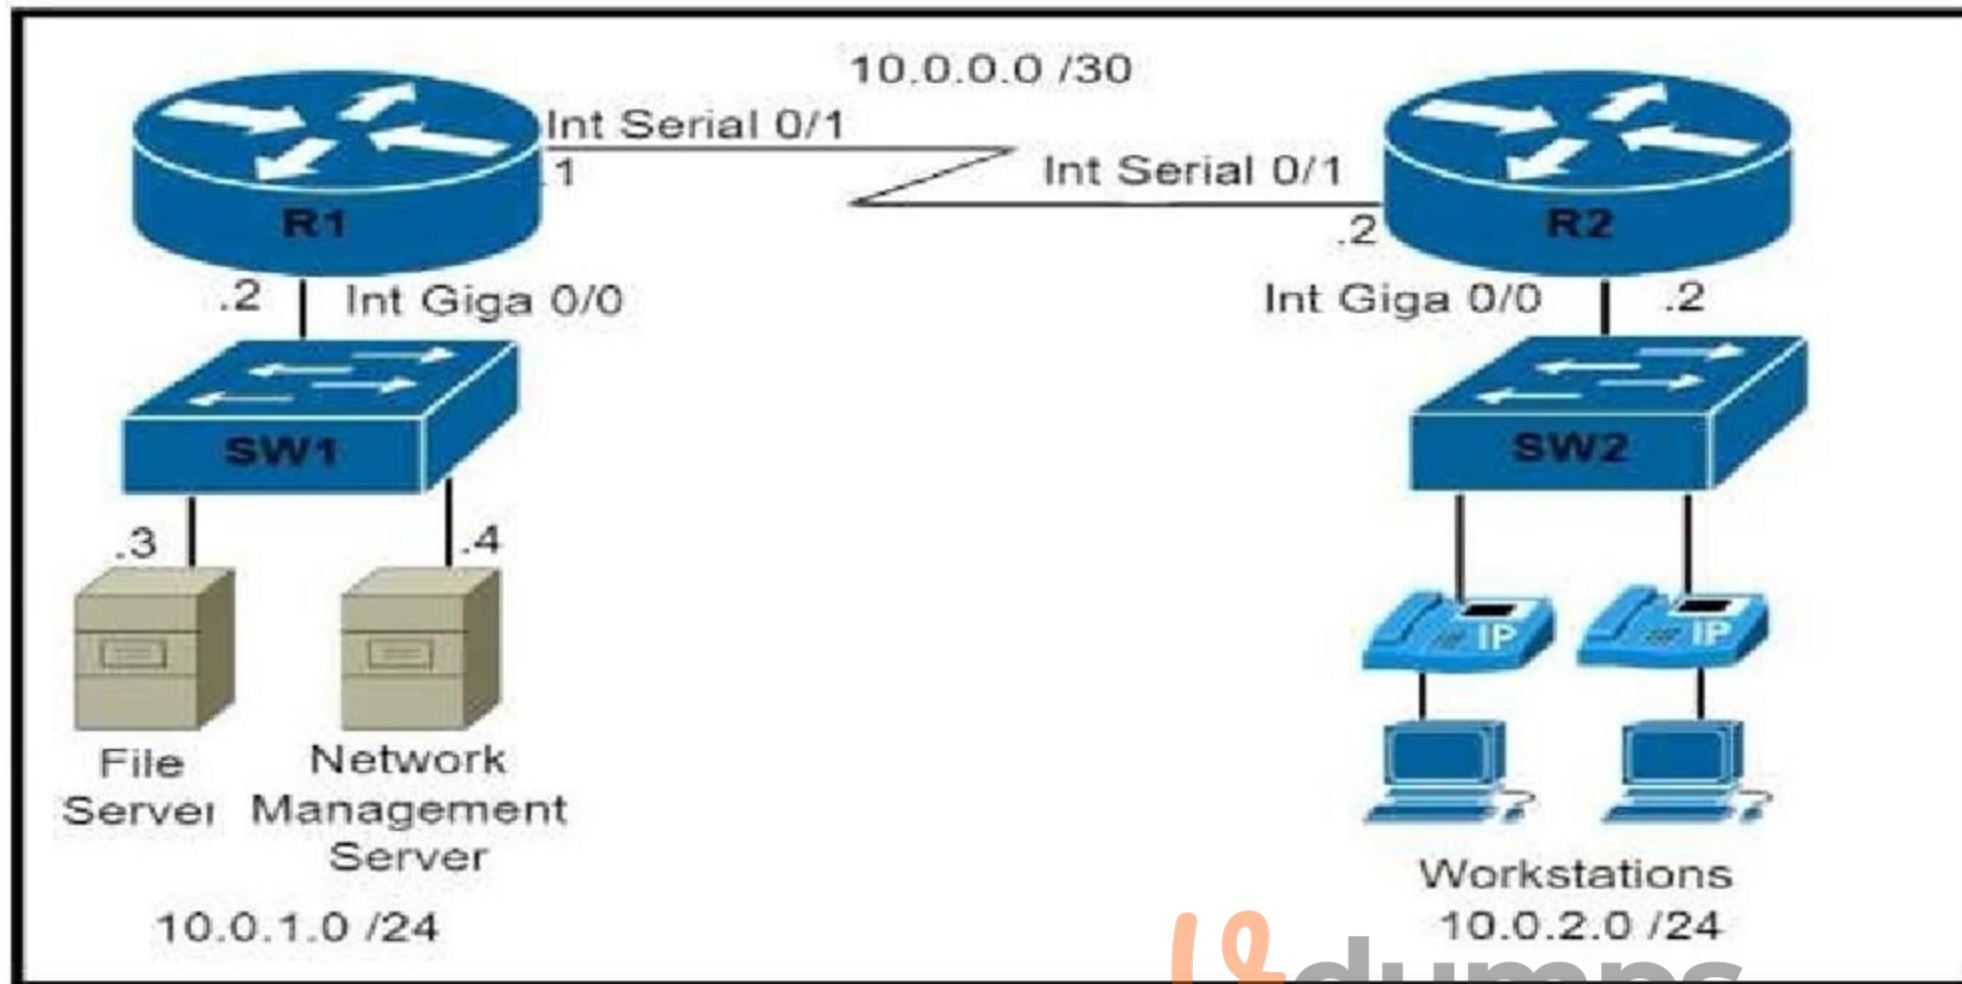 10.0.0.0 /30
Int Serial 0/1
.1
Int Serial 0/1
.2
R1
R2
.2
Int Giga 0/0
Int Giga 0/0
.2
SW1
SW2
.3
.4
IP
IP
File
Server
Network
Management
Server
10.0.1.0 /24
Workstations
10.0.2.0 /24